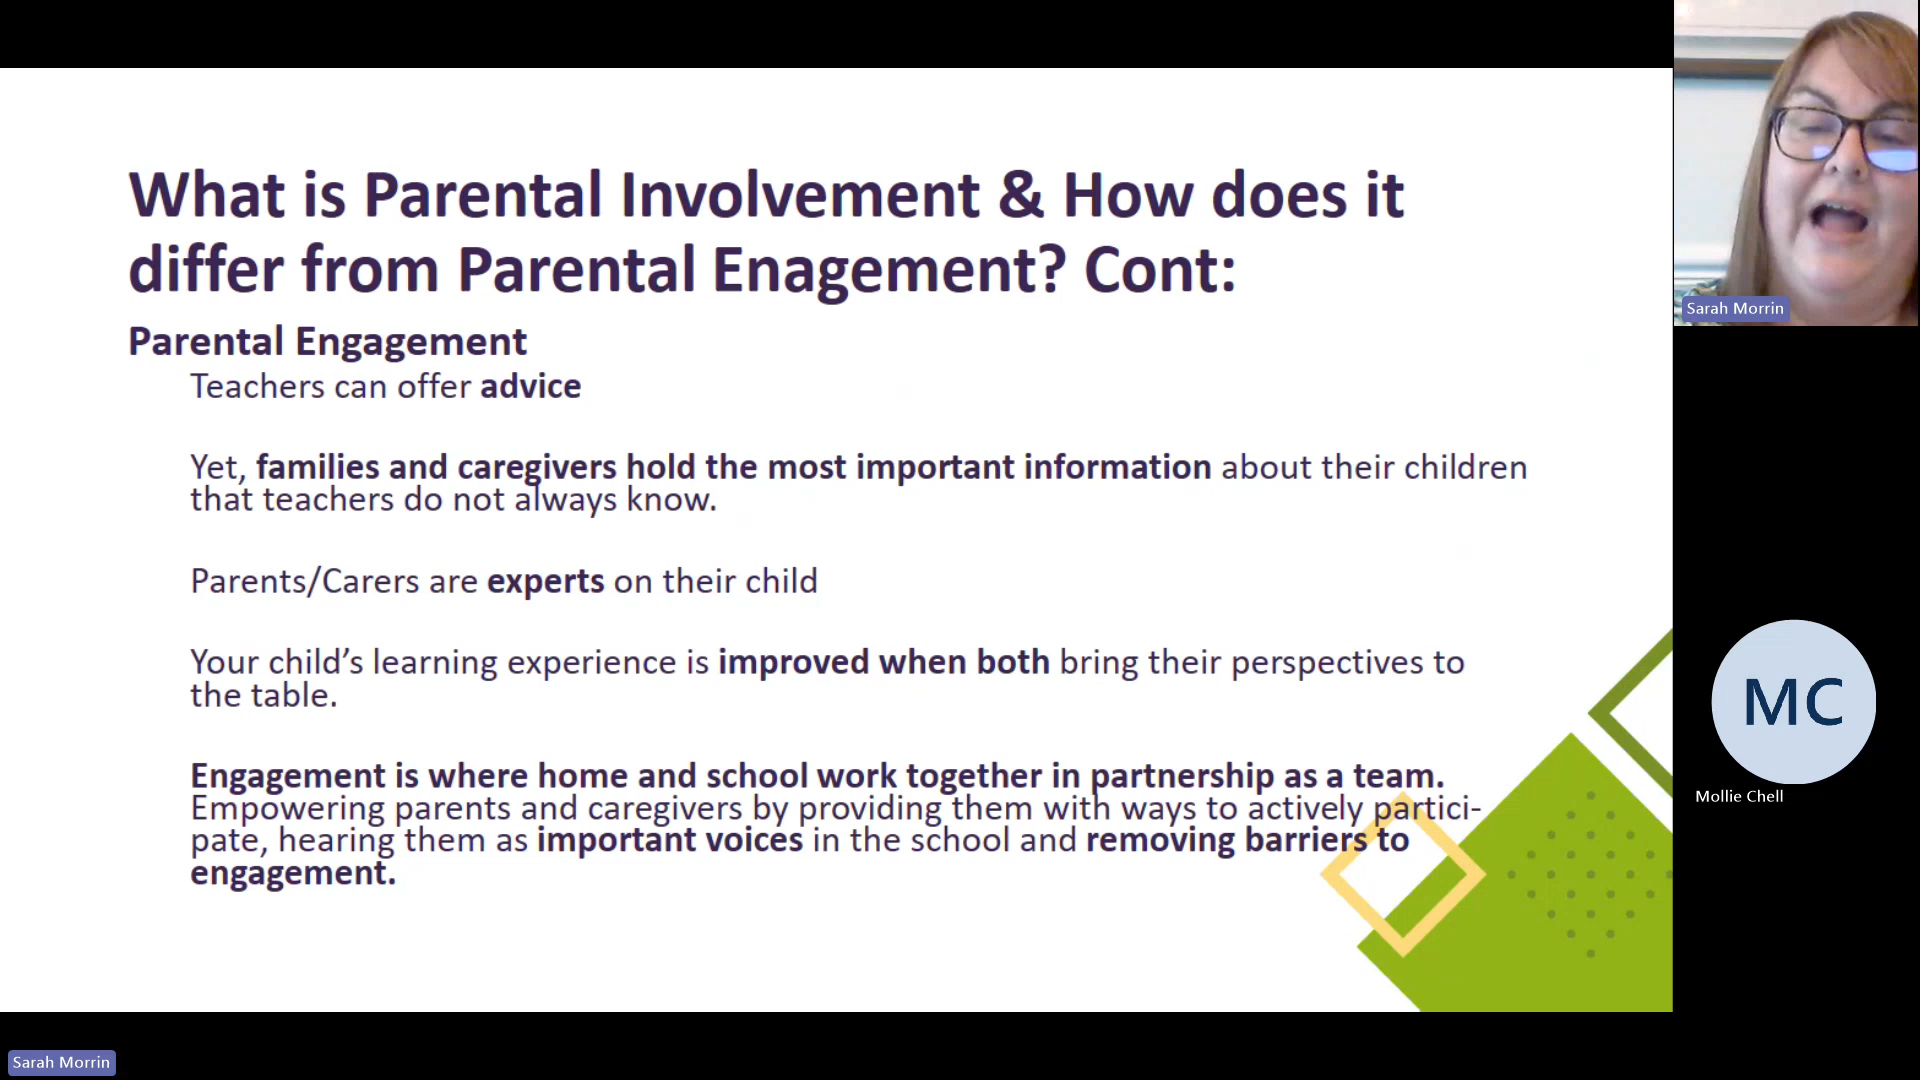 What is Parental Involvement & How does it
differ from Parental Enagement? Cont:
Parental Engagement
Teachers can offer advice
Yet, families and caregivers hold the most important information about their children
that teachers do not always know.
Parents/Carers are experts on their child
Your child’s learning experience is improved when both bring their perspectives to
the table.
Engagement is where home and school work together in partnership as a team.
Empowering parents and caregivers by providing them with ways to actively partici-
pate, hearing them as important voices in the school and removing barriers to
engagement.
Sarah Morrin
MC
Mollie Chell
Sarah Morrin